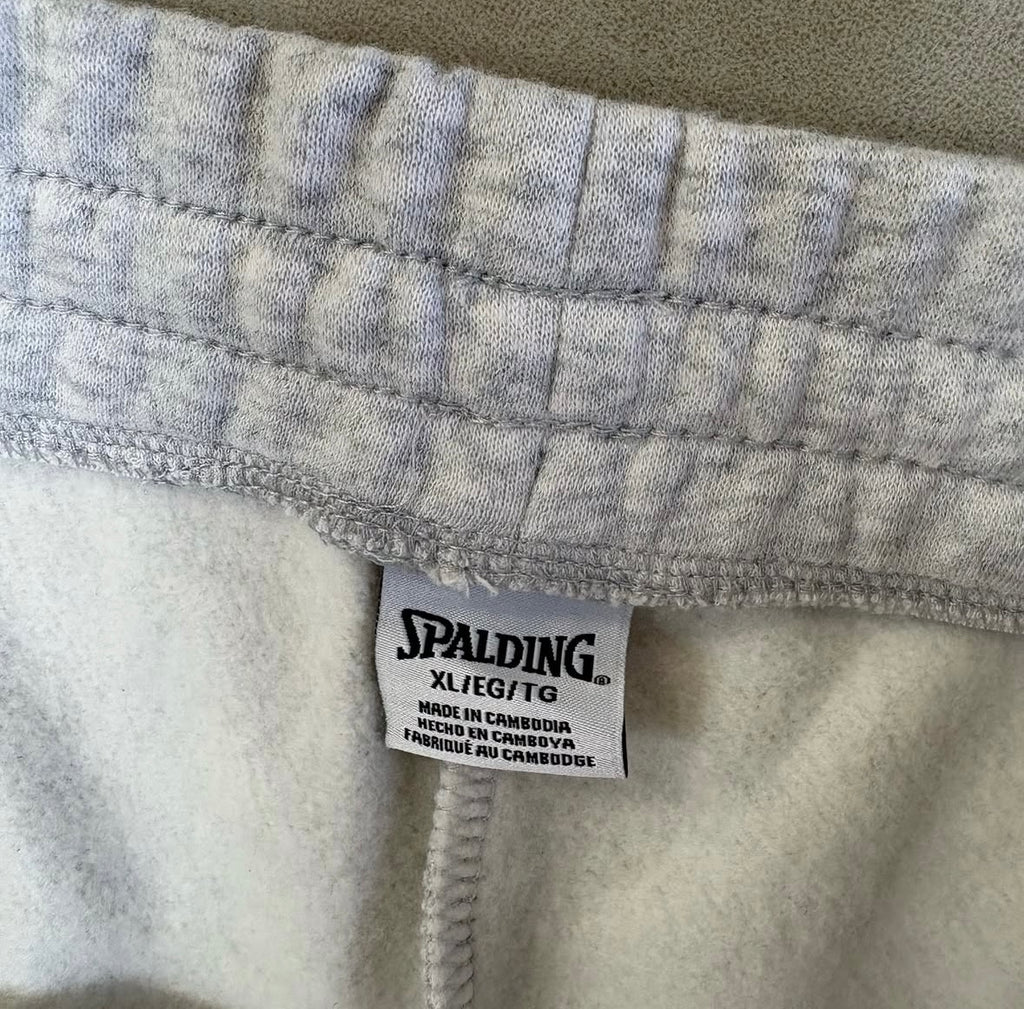 SPALDING®
XL/EG/TG
MADE IN CAMBODIA
HECHO EN CAMBOYA
FABRIQUÉ AU CAMBODGE